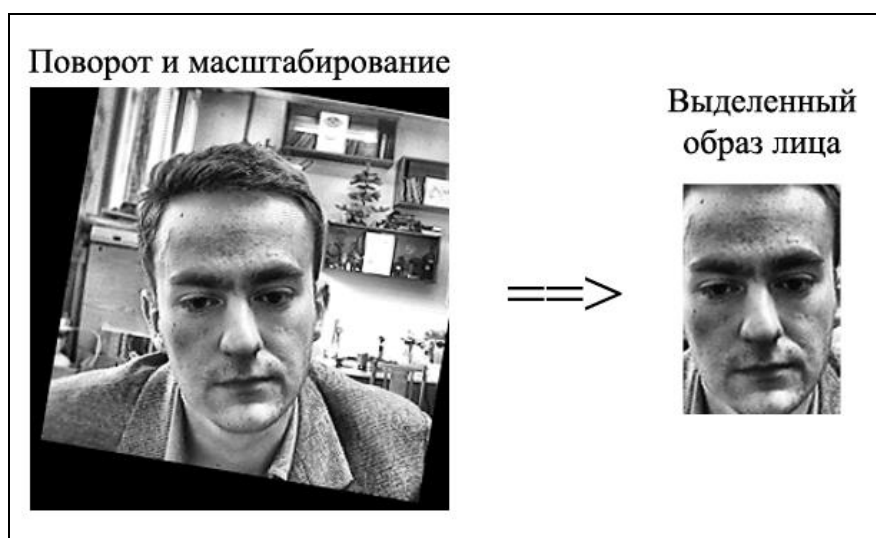 Поворот и масштабирование
Выделенный
образ лица
==>